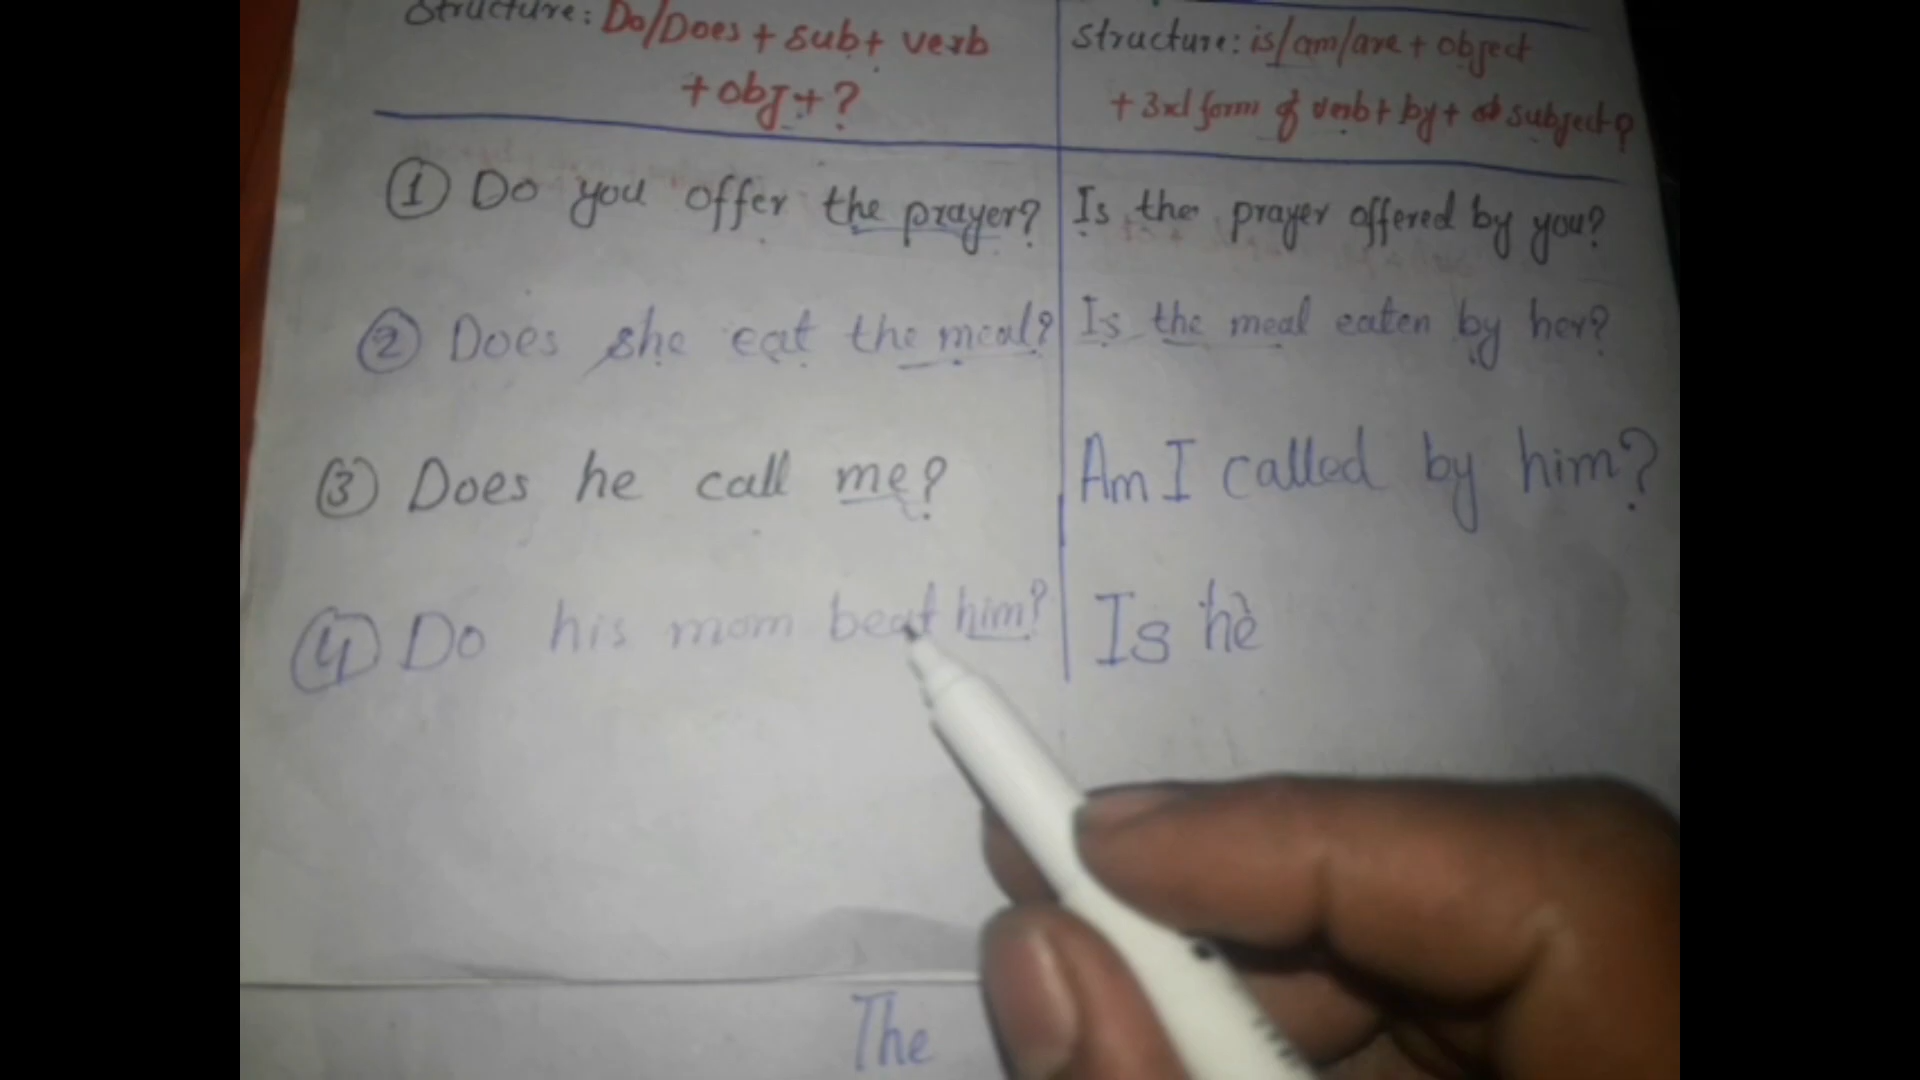 Structure: Do/Does + sub + verb
+ obj + ?
Structure: is/am/are + object
+ 3rd form of verb + by + subject?
① Do you offer the prayer?
Is the prayer offered by you?
② Does she eat the meal?
Is the meal eaten by her?
③ Does he call me?
Am I called by him?
④ Do his mom beat him?
Is he
The